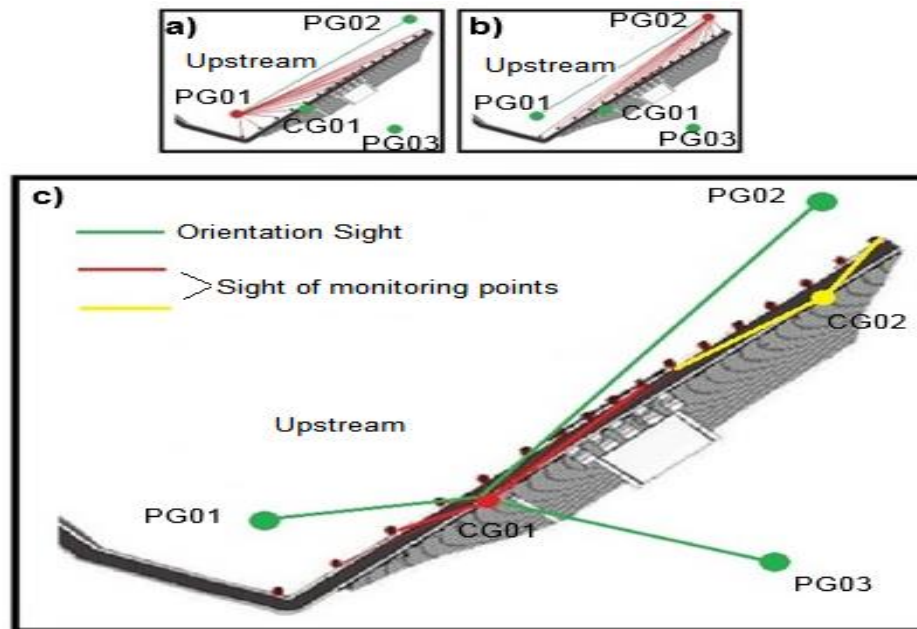 a)
PG02
Upstream
PG01
CG01
PG03
b)
PG02
Upstream
PG01
CG01
PG03
c)
PG02
Orientation Sight
Sight of monitoring points
CG02
Upstream
PG01
CG01
PG03